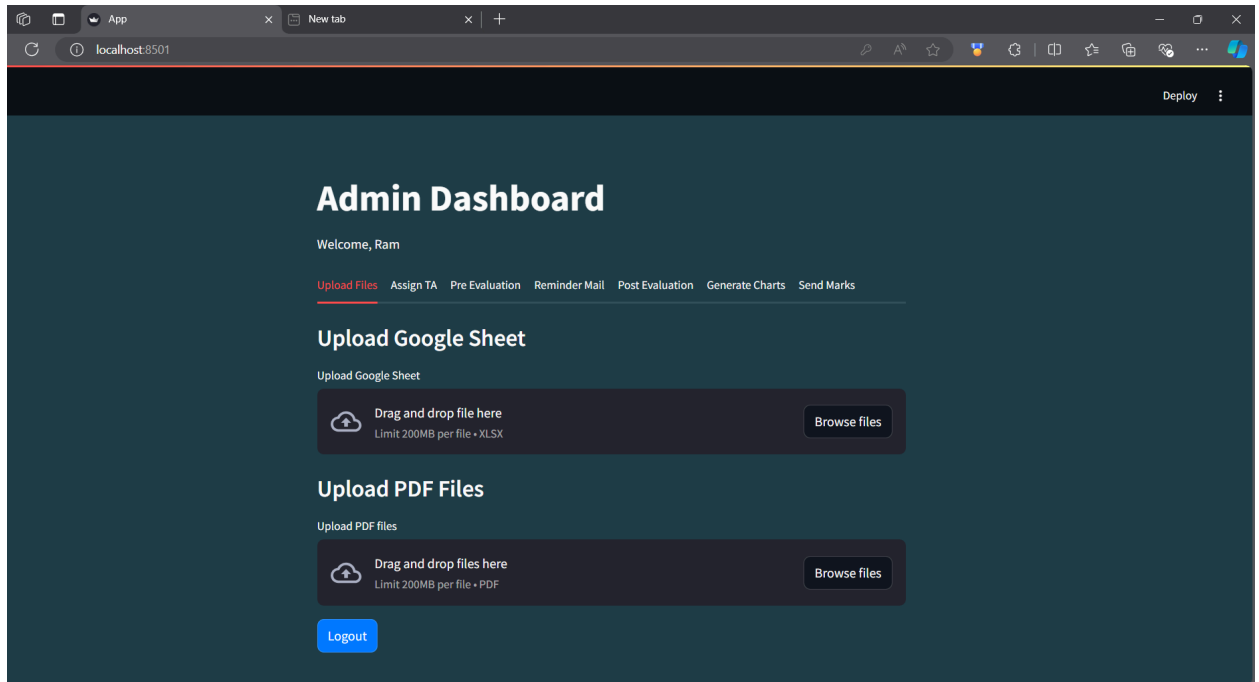 App
New tab
localhost:8501
Deploy
Admin Dashboard
Welcome, Ram
Upload Files Assign TA Pre Evaluation Reminder Mail Post Evaluation Generate Charts Send Marks
Upload Google Sheet
Upload Google Sheet
Drag and drop file here
Limit 200MB per file • XLSX
Browse files
Upload PDF Files
Upload PDF files
Drag and drop files here
Limit 200MB per file • PDF
Browse files
Logout